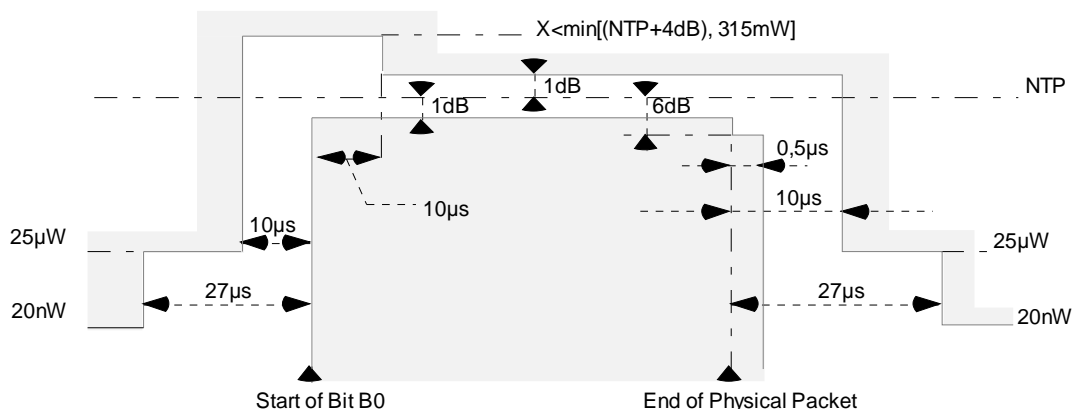 X<min[(NTP+4dB), 315mW]
NTP
1dB
1dB
6dB
0,5µs
10µs
10µs
10µs
25µW
25µW
27µs
27µs
20nW
20nW
Start of Bit B0
End of Physical Packet